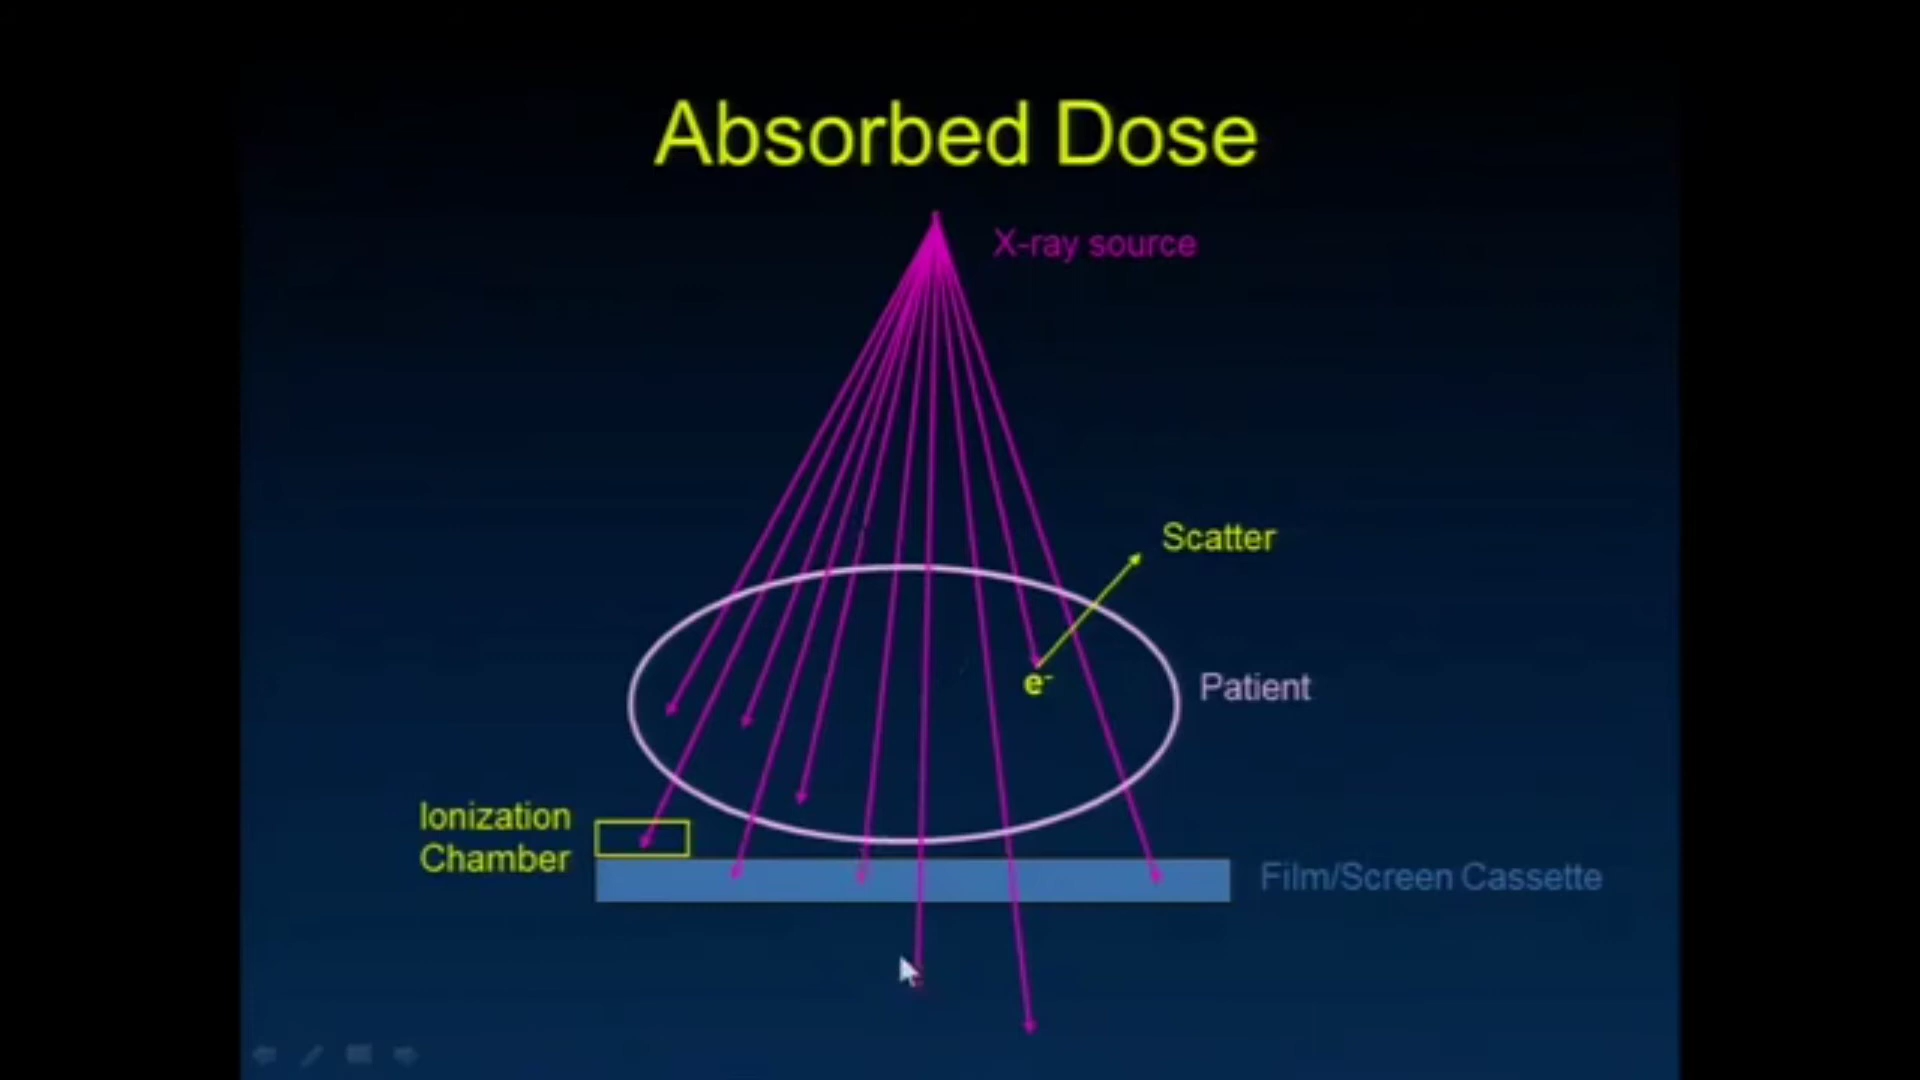 Absorbed Dose
X-ray source
Scatter
e-
Patient
Ionization
Chamber
Film/Screen Cassette